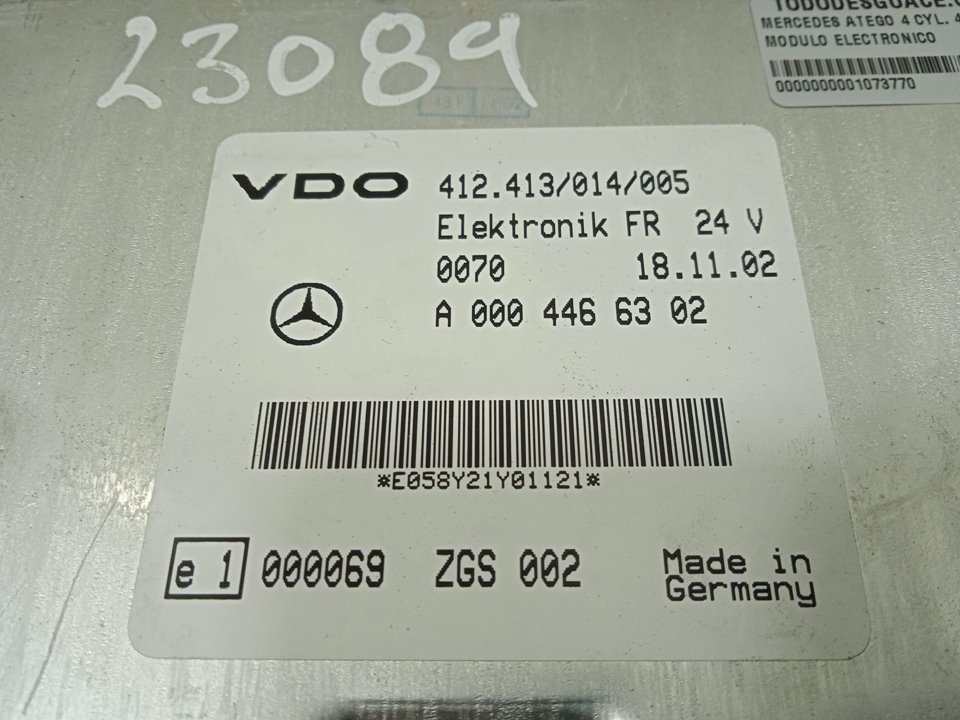 23089
TODODESGUACE.
MERCEDES ATEGO 4 CYL. 4
MODULO ELECTRONICO
0000000001073770
VDO 412.413/014/005
Elektronik FR 24 V
0070 18.11.02
A 000 446 63 02
*E058Y21Y01121*
e 1 000069 ZGS 002 Made in
Germany